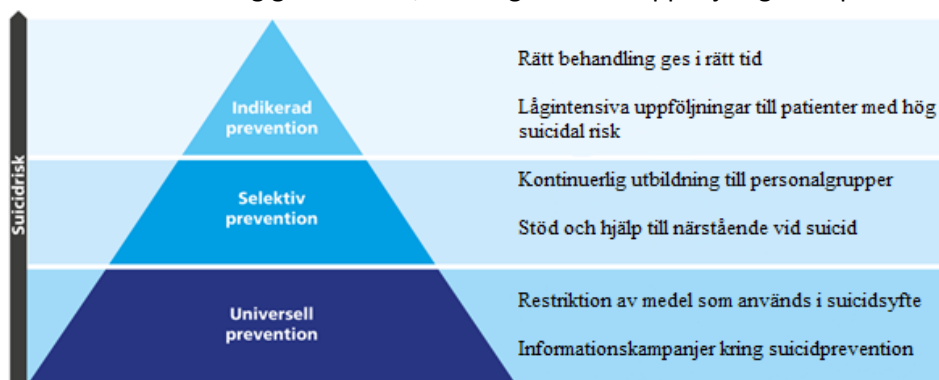 Rätt behandling ges i rätt tid
Indikerad
prevention
Lågintensiva uppföljningar till patienter med hög
suicidal risk
Selektiv
prevention
Kontinuerlig utbildning till personalgrupper
Stöd och hjälp till närstående vid suicid
Universell
prevention
Restriktion av medel som används i suicidsyfte
Informationskampanjer kring suicidprevention
Suicidrisk